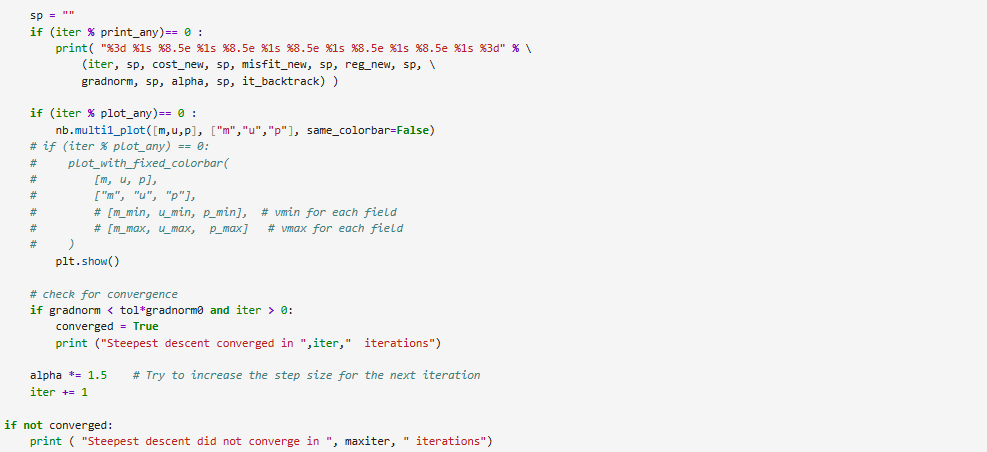 sp = ""
if (iter % print_any)== 0 :
print( "%3d %1s %8.5e %1s %8.5e %1s %8.5e %1s %8.5e %1s %8.5e %1s %3d" % \
(iter, sp, cost_new, sp, misfit_new, sp, reg_new, sp, \
gradnorm, sp, alpha, sp, it_backtrack) )
if (iter % plot_any)== 0 :
nb.multi1_plot([m,u,p], ["m","u","p"], same_colorbar=False)
# if (iter % plot_any) == 0:
# plot_with_fixed_colorbar(
# [m, u, p],
# ["m", "u", "p"],
# # [m_min, u_min, p_min], # vmin for each field
# # [m_max, u_max, p_max] # vmax for each field
# )
plt.show()
# check for convergence
if gradnorm < tol*gradnorm0 and iter > 0:
converged = True
print ("Steepest descent converged in ",iter," iterations")
alpha *= 1.5 # Try to increase the step size for the next iteration
iter += 1
if not converged:
print ( "Steepest descent did not converge in ", maxiter, " iterations")